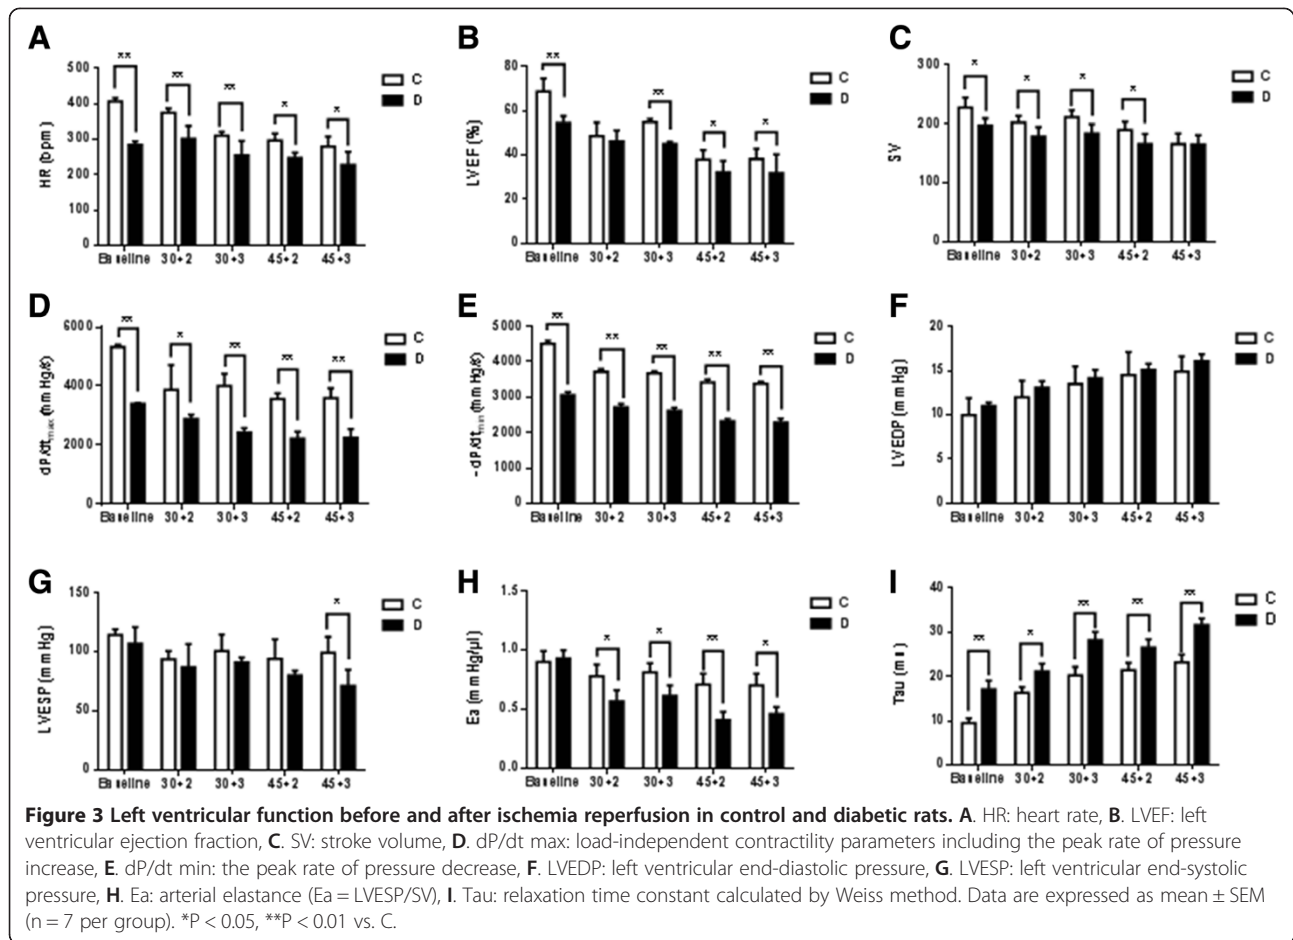 A
HR (bpm)
500
400
300
200
100
0
** ** ** * *
Baseline 30+2 30+3 45+2 45+3
C
D
B
LVEF (%)
80
60
40
20
0
** ** * *
Baseline 30+2 30+3 45+2 45+3
C
D
C
SV
300
200
100
0
* * * *
Baseline 30+2 30+3 45+2 45+3
C
D
D
dP/dt max (mm Hg/s)
6000
4000
2000
0
** * ** ** **
Baseline 30+2 30+3 45+2 45+3
C
D
E
-dP/dt min (mm Hg/s)
5000
4000
3000
2000
1000
0
** ** ** ** **
Baseline 30+2 30+3 45+2 45+3
C
D
F
LVEDP (mmHg)
20
15
10
5
0
Baseline 30+2 30+3 45+2 45+3
C
D
G
LVESP (mmHg)
150
100
50
0
*
Baseline 30+2 30+3 45+2 45+3
C
D
H
Ea (mmHg/μl)
1.5
1.0
0.5
0.0
* * ** *
Baseline 30+2 30+3 45+2 45+3
C
D
I
Tau (ms)
40
30
20
10
0
** * ** ** **
Baseline 30+2 30+3 45+2 45+3
C
D
Figure 3 Left ventricular function before and after ischemia reperfusion in control and diabetic rats. A. HR: heart rate, B. LVEF: left
ventricular ejection fraction, C. SV: stroke volume, D. dP/dt max: load-independent contractility parameters including the peak rate of pressure
increase, E. dP/dt min: the peak rate of pressure decrease, F. LVEDP: left ventricular end-diastolic pressure, G. LVESP: left ventricular end-systolic
pressure, H. Ea: arterial elastance (Ea = LVESP/SV), I. Tau: relaxation time constant calculated by Weiss method. Data are expressed as mean ± SEM
(n = 7 per group). *P < 0.05, **P < 0.01 vs. C.